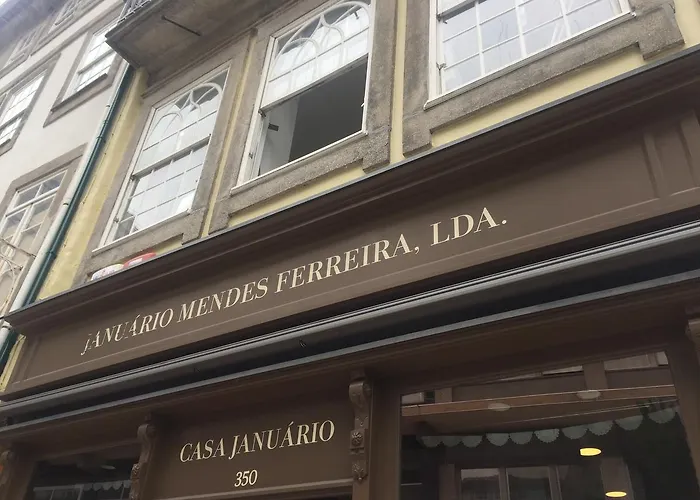 JANUÁRIO MENDES FERREIRA, LDA.
CASA JANUÁRIO
350